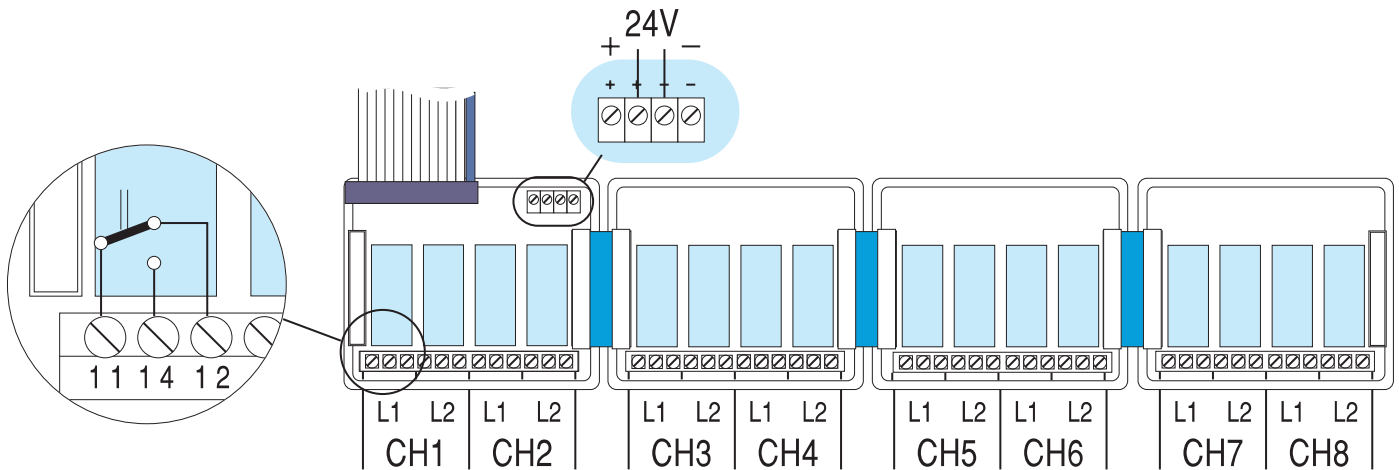 24V
+ −
+ + − −
11 14 12
L1 L2 L1 L2 L1 L2 L1 L2 L1 L2 L1 L2 L1 L2 L1 L2
CH1 CH2 CH3 CH4 CH5 CH6 CH7 CH8